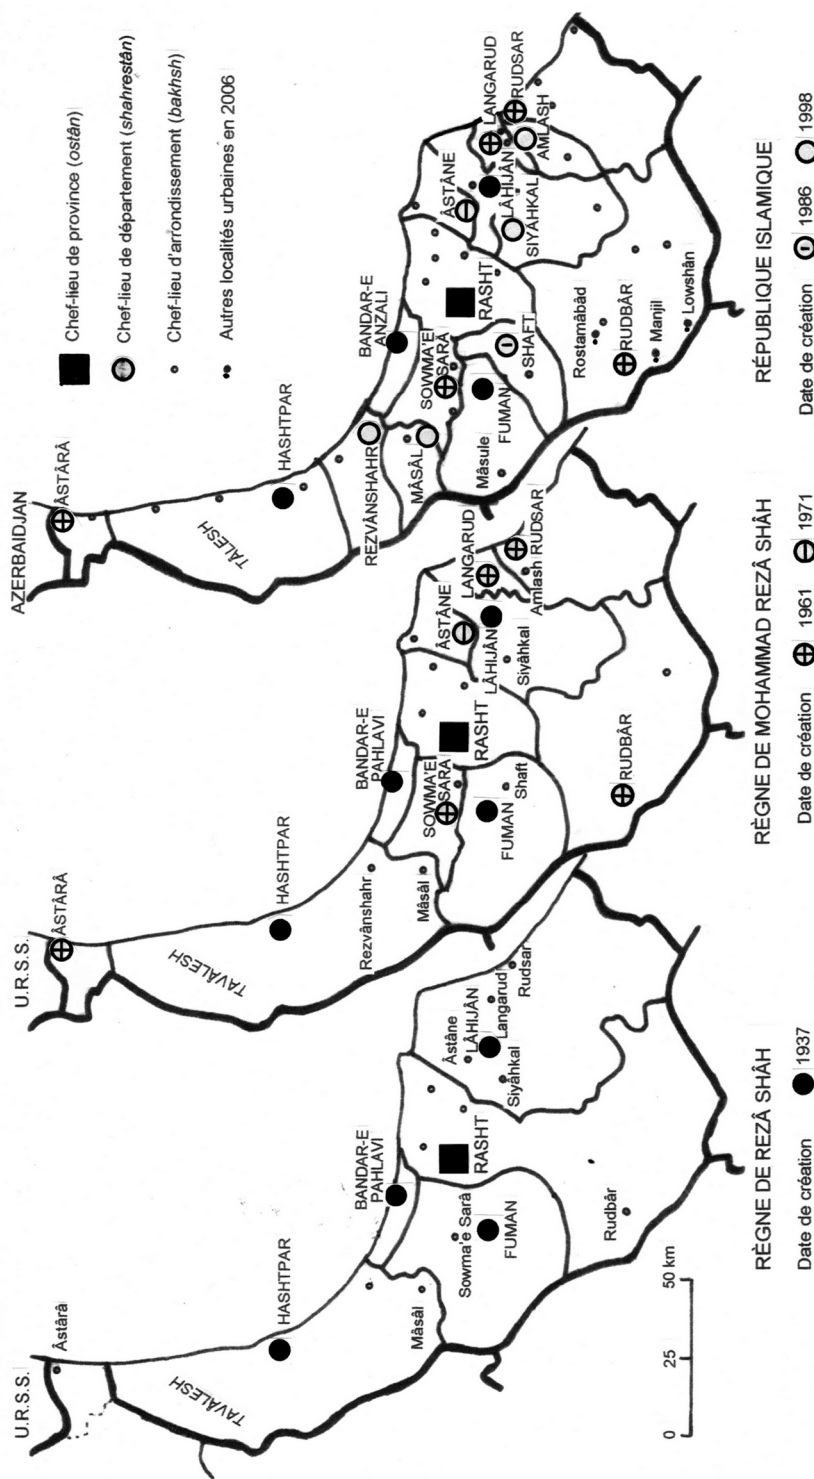 U.R.S.S.
Âstârâ
TAVÂLESH
HASHTPAR
Mâsâl
BANDAR-E
PAHLAVI
Sowma'e Sarâ
FUMAN
RASHT
Rudbâr
Âstâne
LÂHIJÂN
Langarud
Siyâhkal
Rudsar
0 25 50 km
RÈGNE DE REZÂ SHÂH
Date de création 1937
U.R.S.S.
ÂSTÂRÂ
TAVÂLESH
HASHTPAR
Rezvânshahr
Mâsâl
BANDAR-E
PAHLAVI
SOWMA'E
SARÂ
FUMAN
Shaft
RASHT
RUDBÂR
ÂSTÂNE
LÂHIJÂN
Siyâhkal
LANGARUD
RUDSAR
Amlash
RÈGNE DE MOHAMMAD REZÂ SHÂH
Date de création 1961 1971
AZERBAIDJAN
ÂSTÂRÂ
TÂLESH
HASHTPAR
REZVÂNSHAHR
MÂSÂL
BANDAR-E
ANZALI
SOWMA'E
SARÂ
FUMAN
Mâsule
SHAFT
RASHT
Rostamâbâd
RUDBÂR
Manjil
Lowshân
ÂSTÂNE
LÂHIJÂN
SIYÂHKAL
LANGARUD
RUDSAR
AMLASH
RÉPUBLIQUE ISLAMIQUE
Date de création 1986 1998
Chef-lieu de province (ostân)
Chef-lieu de département (shahrestân)
Chef-lieu d'arrondissement (bakhsh)
Autres localités urbaines en 2006